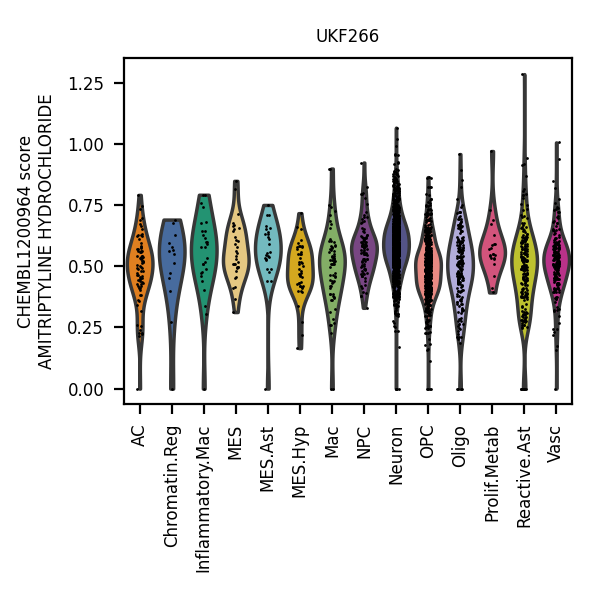 UKF266
CHEMBL1200964 score
AMITRIPTYLINE HYDROCHLORIDE
1.25
1.00
0.75
0.50
0.25
0.00
AC
Chromatin.Reg
Inflammatory.Mac
MES
MES.Ast
MES.Hyp
Mac
NPC
Neuron
OPC
Oligo
Prolif.Metab
Reactive.Ast
Vasc